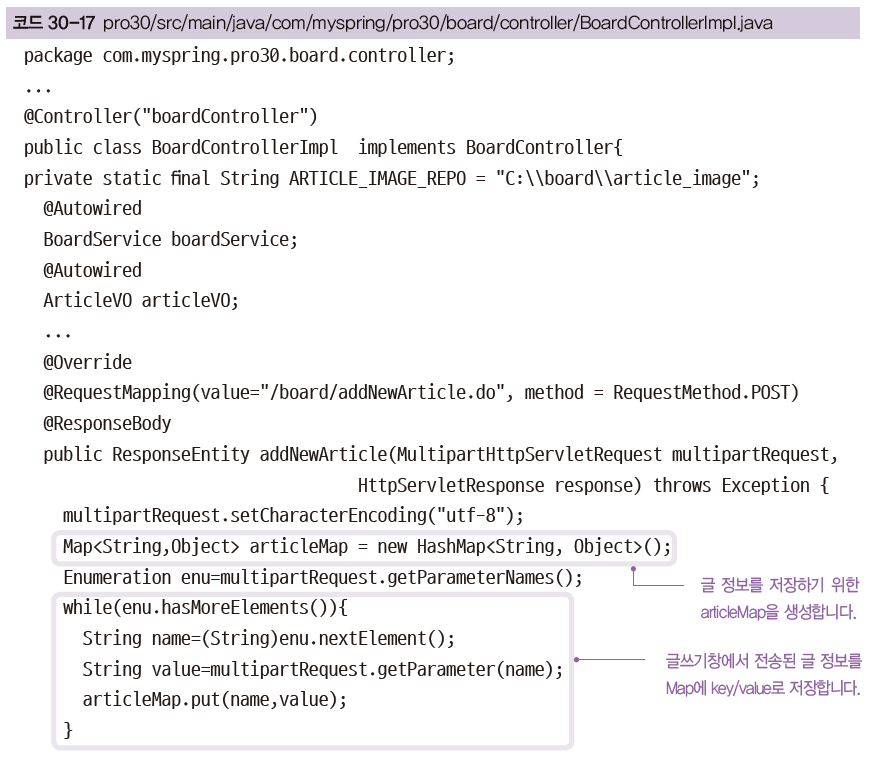 코드 30-17 pro30/src/main/java/com/myspring/pro30/board/controller/BoardControllerImpl.java
package com.myspring.pro30.board.controller;
...
@Controller("boardController")
public class BoardControllerImpl  implements BoardController{
private static final String ARTICLE_IMAGE_REPO = "C:\\board\\article_image";
@Autowired
BoardService boardService;
@Autowired
ArticleVO articleVO;
...
@Override
@RequestMapping(value="/board/addNewArticle.do", method = RequestMethod.POST)
@ResponseBody
public ResponseEntity addNewArticle(MultipartHttpServletRequest multipartRequest,
HttpServletResponse response) throws Exception {
multipartRequest.setCharacterEncoding("utf-8");
Map<String,Object> articleMap = new HashMap<String, Object>();
Enumeration enu=multipartRequest.getParameterNames();
글 정보를 저장하기 위한
articleMap을 생성합니다.
while(enu.hasMoreElements()){
String name=(String)enu.nextElement();
String value=multipartRequest.getParameter(name);
articleMap.put(name,value);
}
글쓰기창에서 전송된 글 정보를
Map에 key/value로 저장합니다.